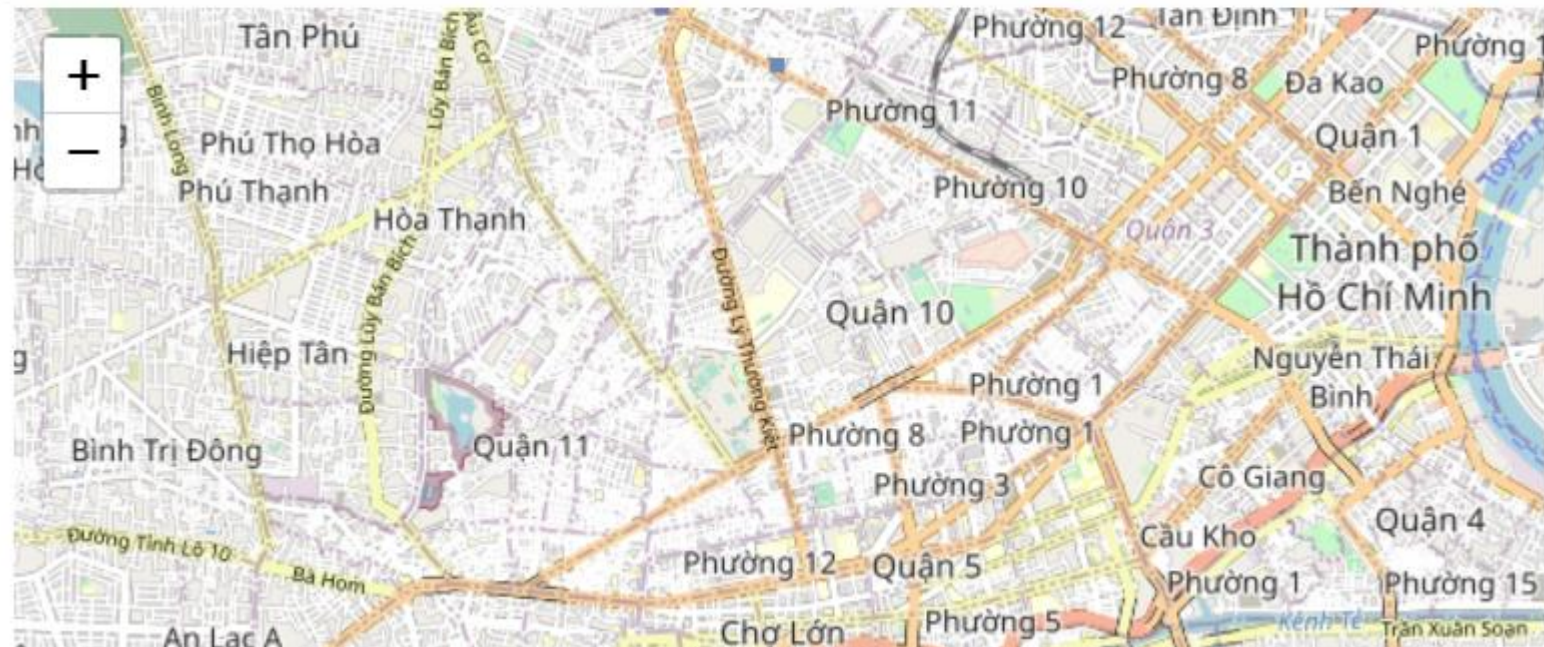 Tân Phú
Phường 12
Tân Định
Lũy Bán Bích
Âu Cơ
Phường 1
+
Phường 8
Đa Kao
Bình Long
Phường 11
Quận 1
Phú Thọ Hòa
−
Phú Thạnh
Phường 10
Bến Nghé
Hòa Thạnh
Quận 3
Thành phố
Hồ Chí Minh
Đường Lũy Bán Bích
Đường Lý Thường Kiệt
Quận 10
Hiệp Tân
Nguyễn Thái
Bình
Phường 1
Bình Trị Đông
Quận 11
Phường 8
Phường 1
Cô Giang
Phường 3
Quận 4
Đường Tỉnh Lộ 10
Cầu Kho
Phường 12
Quận 5
Bà Hom
Phường 1
Phường 15
An Lạc A
Chợ Lớn
Phường 5
Kênh Tẻ
Trần Xuân Soạn